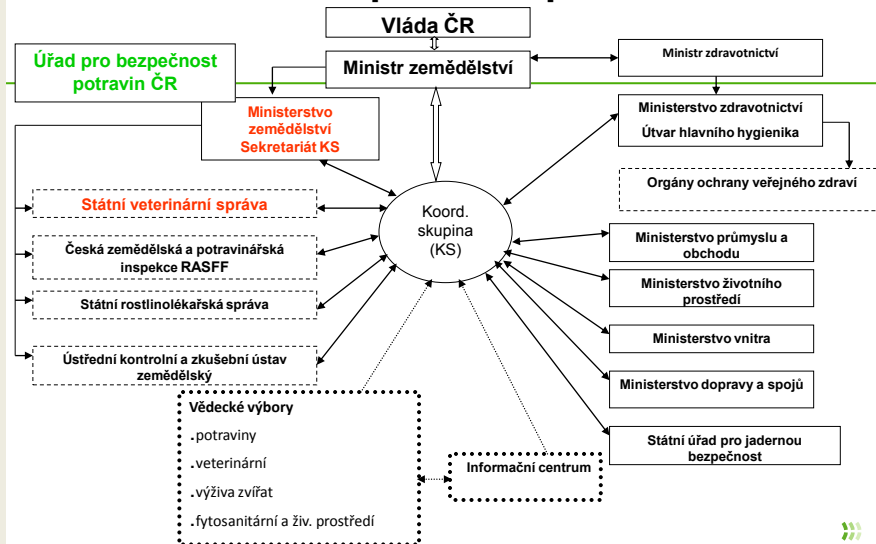 Vláda ČR
Úřad pro bezpečnost
potravin ČR
Ministr zemědělství
Ministr zdravotnictví
Ministerstvo
zemědělství
Sekretariát KS
Ministerstvo zdravotnictví
Útvar hlavního hygienika
Orgány ochrany veřejného zdraví
Státní veterinární správa
Koord.
skupina
(KS)
Česká zemědělská a potravinářská
inspekce RASFF
Státní rostlinolékařská správa
Ústřední kontrolní a zkušební ústav
zemědělský
Ministerstvo průmyslu a
obchodu
Ministerstvo životního
prostředí
Ministerstvo vnitra
Ministerstvo dopravy a spojů
Státní úřad pro jadernou
bezpečnost
Vědecké výbory
.potraviny
.veterinární
.výživa zvířat
.fytosanitární a živ. prostředí
Informační centrum